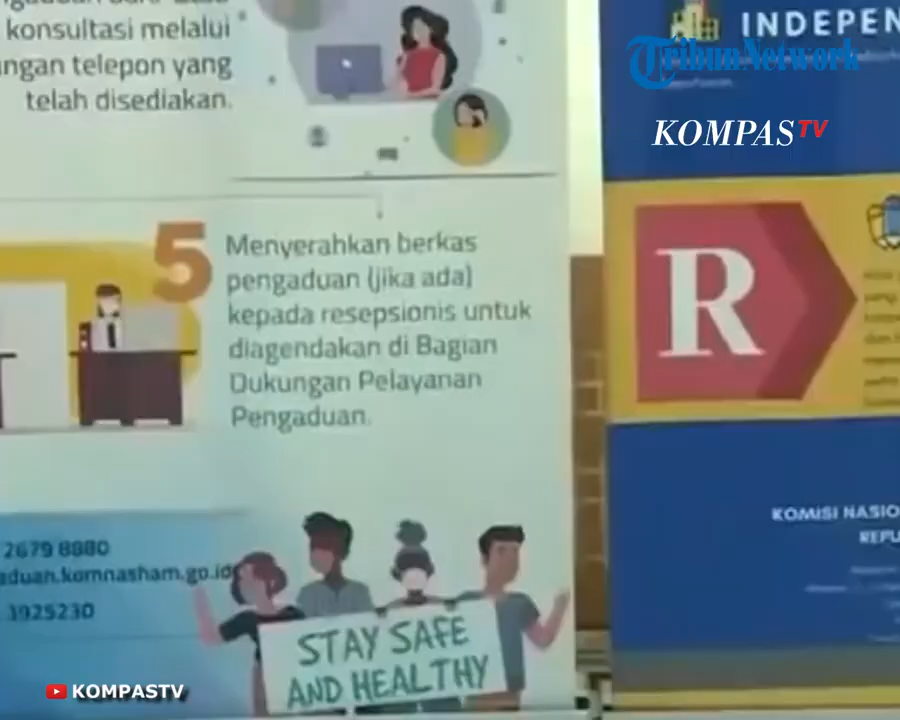 konsultasi melalui
telepon yang
telah disediakan.
5
Menyerahkan berkas
pengaduan (jika ada)
kepada resepsionis untuk
diagendakan di Bagian
Dukungan Pelayanan
Pengaduan.
2679 8880
aduan.komnasham.go.id
3925230
STAY SAFE
AND HEALTHY
KOMPASTV
INDEPEN
Tribun Network
KOMPASTV
R
KOMISI NASIO
REPU